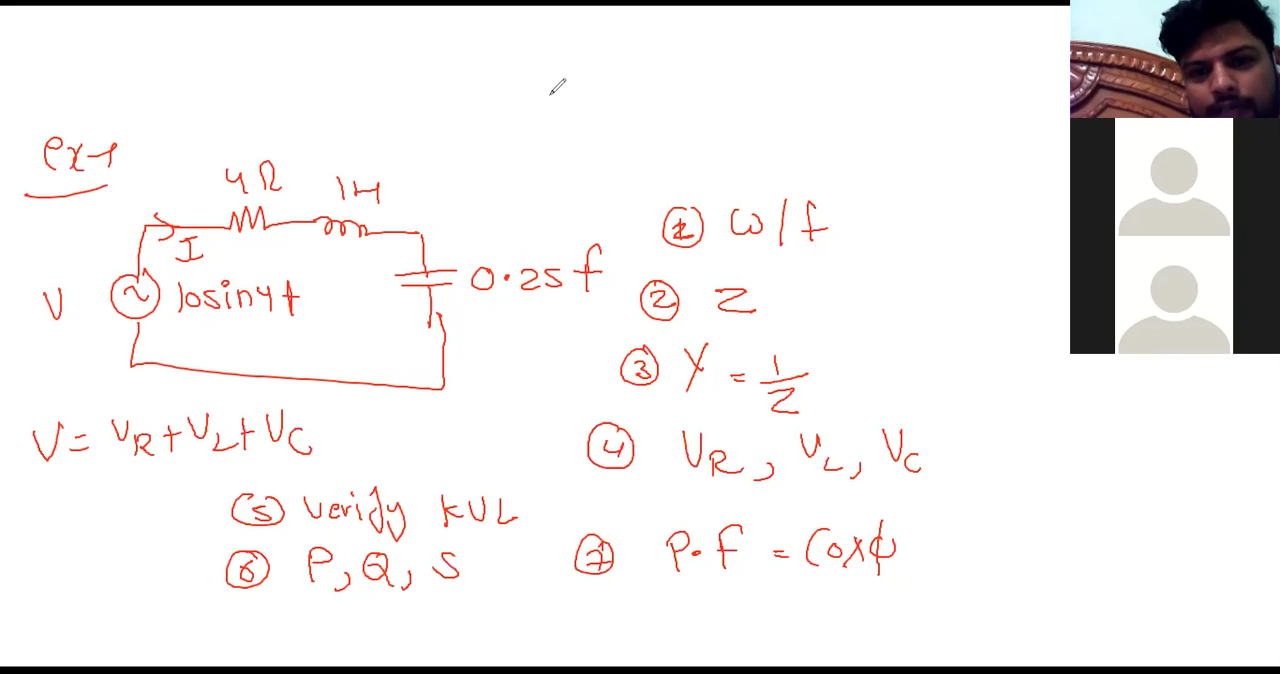 ex-1
4Ω 1H
I
V 10sin4t 0.25f
V = VR + VL + VC
① ω/f
② Z
③ Y = 1/Z
④ VR, VL, VC
⑤ verify KVL
⑥ P, Q, S
⑦ P.F = Cosφ